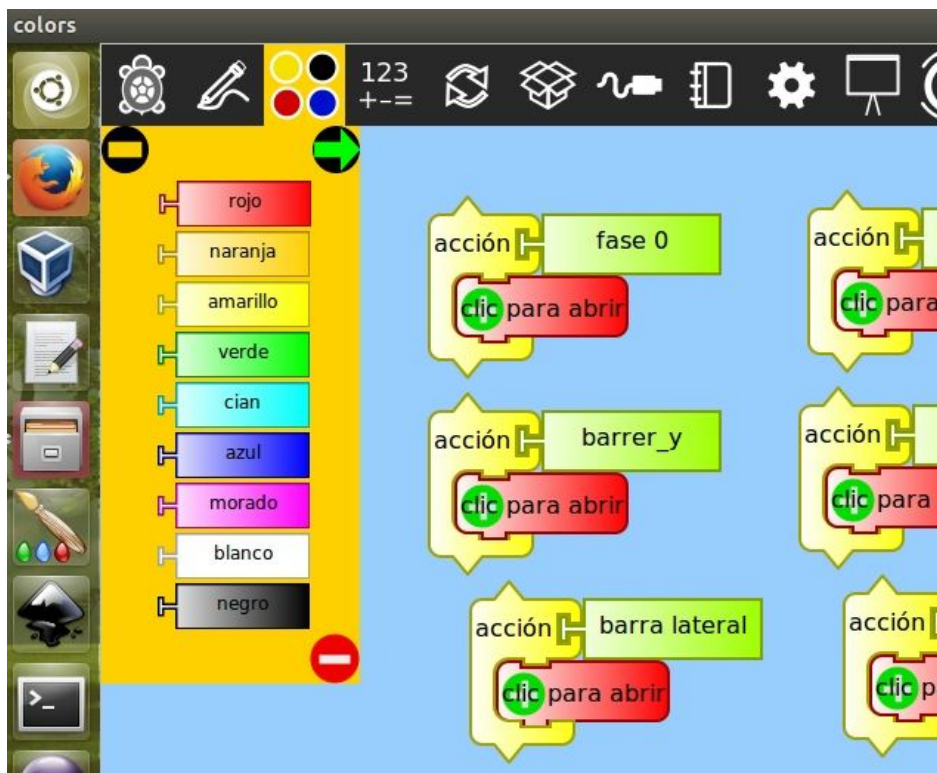 colors
123
+-=
rojo
naranja
amarillo
verde
cian
azul
morado
blanco
negro
acción fase 0
clic para abrir
acción
clic para
acción barrer_y
clic para abrir
acción
clic para
acción barra lateral
clic para abrir
acción
clic p
>_